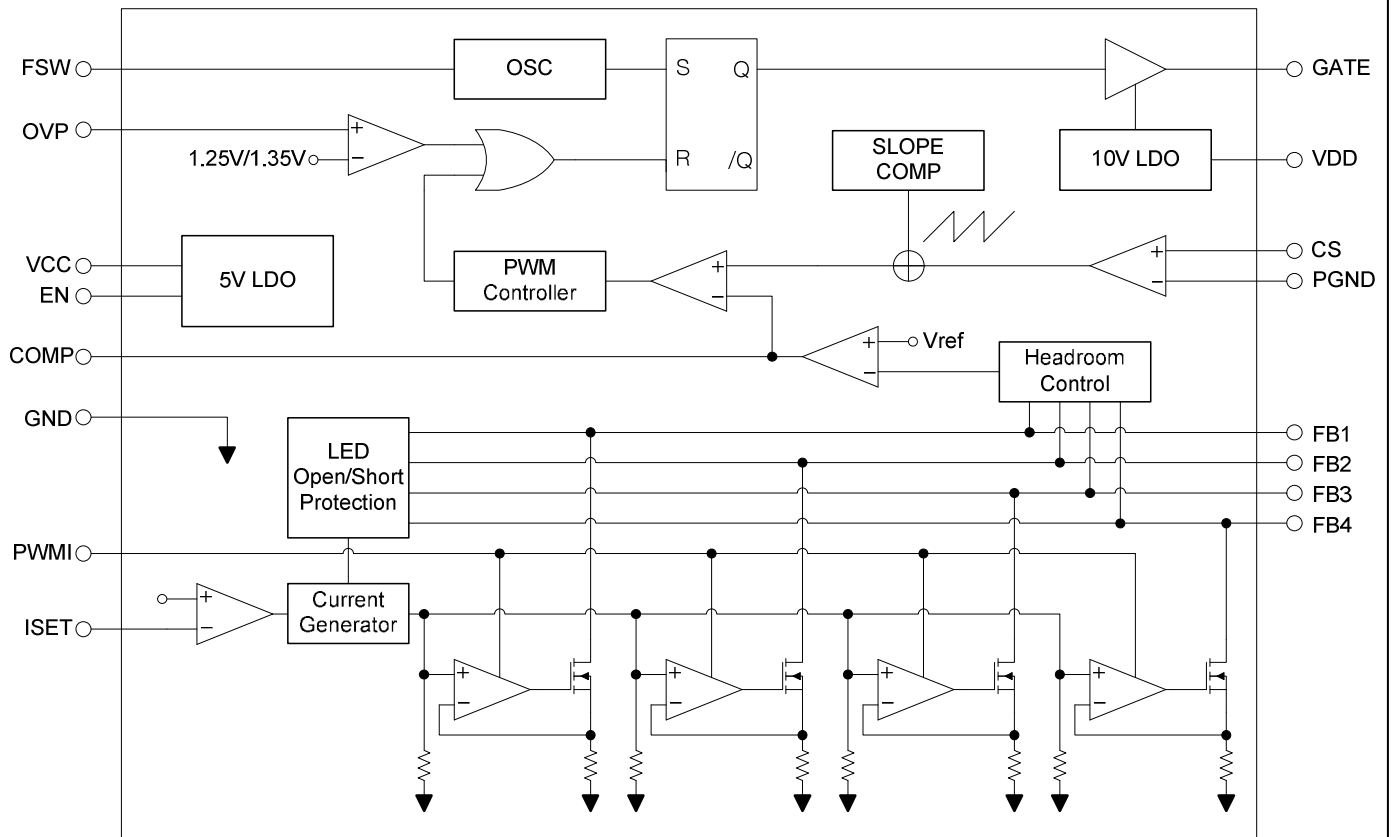 FSW
OSC
S
Q
GATE
OVP
+
−
1.25V/1.35V
R
/Q
SLOPE
COMP
10V LDO
VDD
VCC
EN
5V LDO
PWM
Controller
+
−
+
−
CS
PGND
COMP
+
−
Vref
Headroom
Control
GND
LED
Open/Short
Protection
FB1
FB2
FB3
FB4
PWMI
ISET
+
−
Current
Generator
+
−
+
−
+
−
+
−